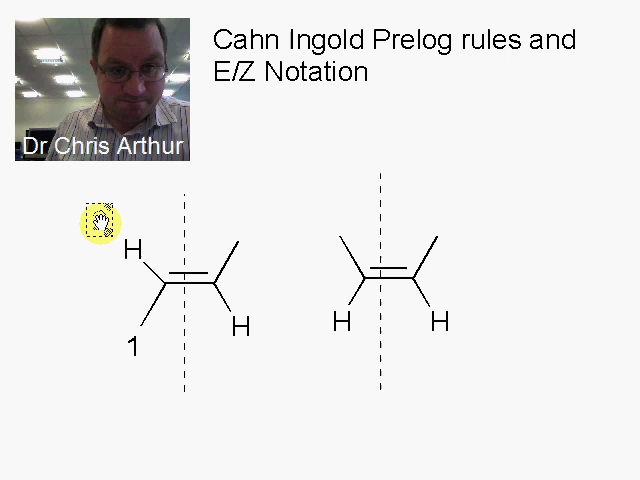 Cahn Ingold Prelog rules and
E/Z Notation
Dr Chris Arthur
H
H
1
H
H